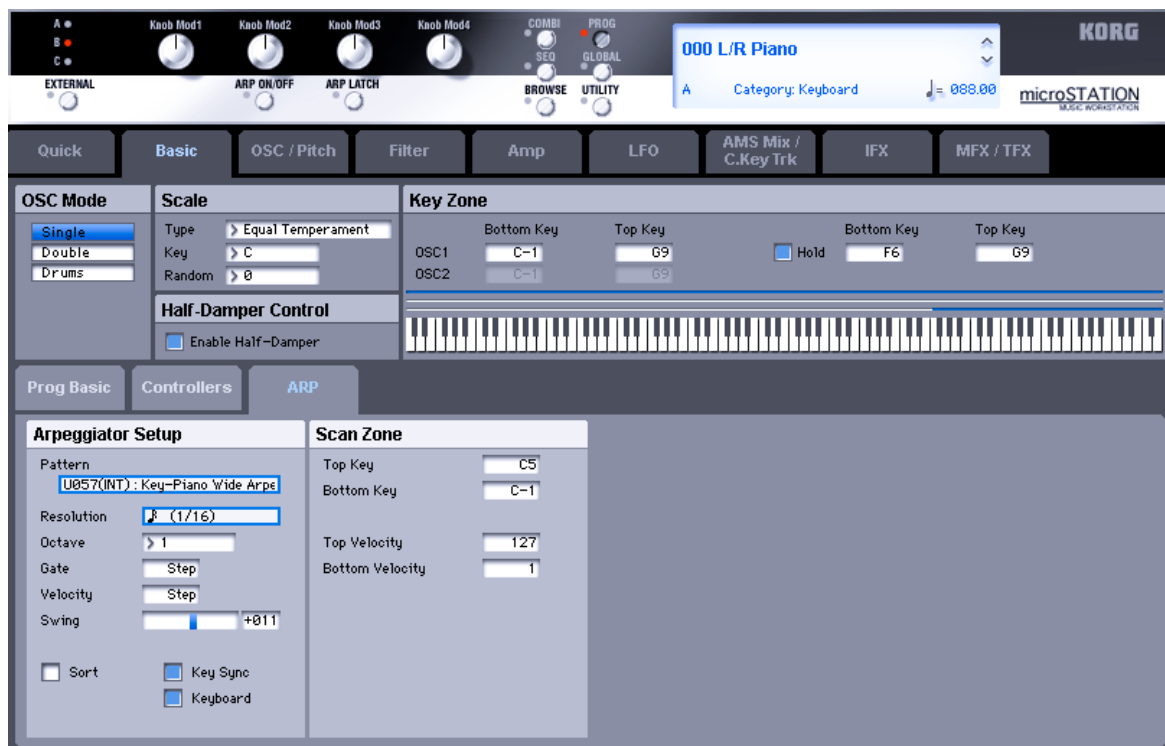 A
B
C
Knob Mod1 Knob Mod2 Knob Mod3 Knob Mod4
COMBI PROG
SEQ GLOBAL
EXTERNAL ARP ON/OFF ARP LATCH BROWSE UTILITY
000 L/R Piano
A Category: Keyboard ♩= 088.00
KORG
microSTATION
MUSIC WORKSTATION
Quick Basic OSC / Pitch Filter Amp LFO AMS Mix / C.Key Trk IFX MFX / TFX
OSC Mode
Single
Double
Drums
Scale
Type Equal Temperament
Key C
Random 0
Half-Damper Control
Enable Half-Damper
Key Zone
Bottom Key Top Key Bottom Key Top Key
OSC1 C-1 G9 Hold F6 G9
OSC2 C-1 G9
Prog Basic Controllers ARP
Arpeggiator Setup
Pattern
U057(INT):Key-Piano Wide Arpe
Resolution (1/16)
Octave 1
Gate Step
Velocity Step
Swing +011
Sort Key Sync
Keyboard
Scan Zone
Top Key C5
Bottom Key C-1
Top Velocity 127
Bottom Velocity 1